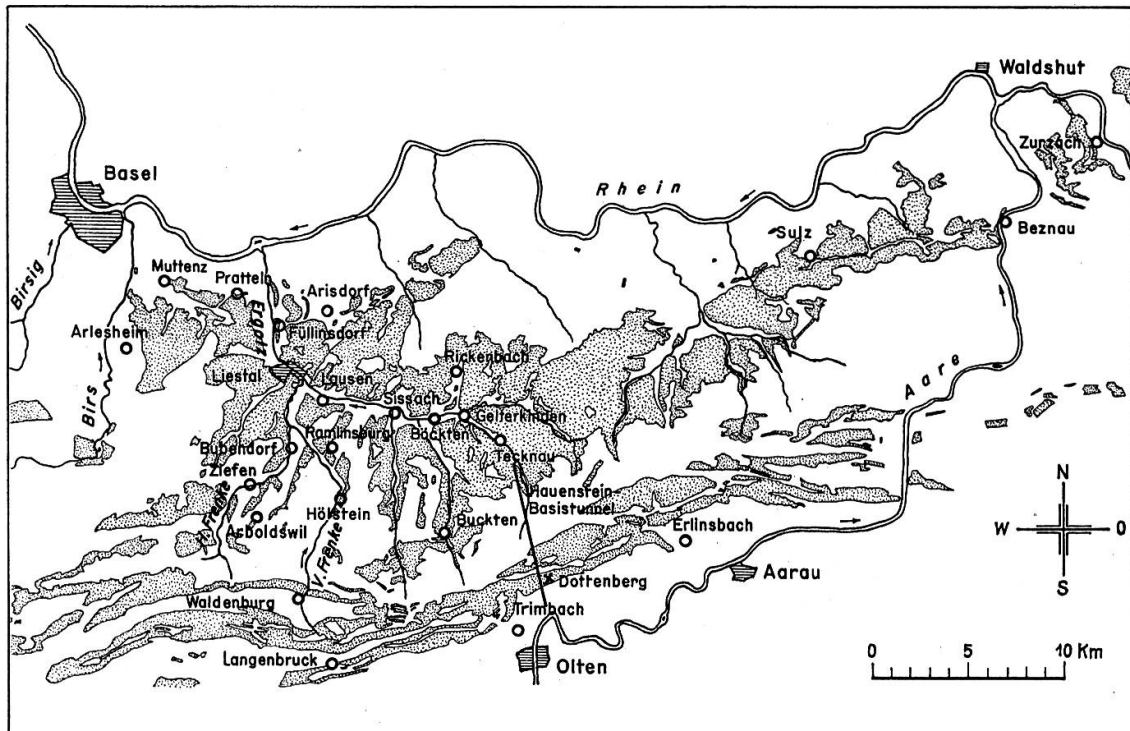 Waldshut
Zurzach
Basel
Rhein
Beznau
Sulz
Birsig
Muttenz
Pratteln
Arisdorf
Ergolz
Füllinsdorf
Arlesheim
Rickenbach
Liestal
Lausen
Aare
Birs
Sissach
Gelterkinden
Böckten
Ramlinsburg
Bubendorf
Tecknau
Ziefen
Hauenstein-
Basistunnel
H. Frenke
Hölstein
Buckten
Arboldswil
Erlinsbach
V. Frenke
N
W
O
S
Aarau
Dottenberg
Waldenburg
Trimbach
Langenbruck
Olten
0 5 10 Km